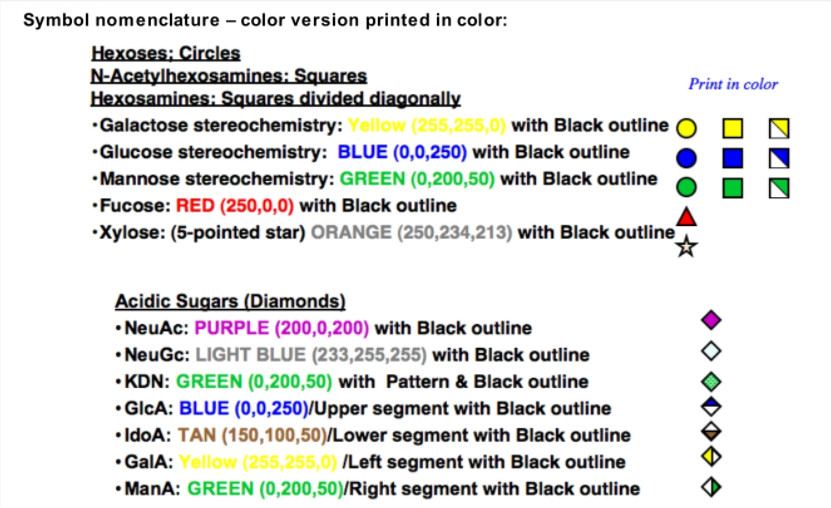 Symbol nomenclature – color version printed in color:
Hexoses; Circles
N-Acetylhexosamines; Squares
Hexosamines; Squares divided diagonally
Print in color
•Galactose stereochemistry: Yellow (255,255,0) with Black outline
•Glucose stereochemistry: BLUE (0,0,250) with Black outline
•Mannose stereochemistry: GREEN (0,200,50) with Black outline
•Fucose: RED (250,0,0) with Black outline
•Xylose: (5-pointed star) ORANGE (250,234,213) with Black outline
Acidic Sugars (Diamonds)
• NeuAc: PURPLE (200,0,200) with Black outline
• NeuGc: LIGHT BLUE (233,255,255) with Black outline
• KDN: GREEN (0,200,50) with Pattern & Black outline
• GlcA: BLUE (0,0,250)/Upper segment with Black outline
• IdoA: TAN (150,100,50)/Lower segment with Black outline
• GalA: Yellow (255,255,0) /Left segment with Black outline
• ManA: GREEN (0,200,50)/Right segment with Black outline